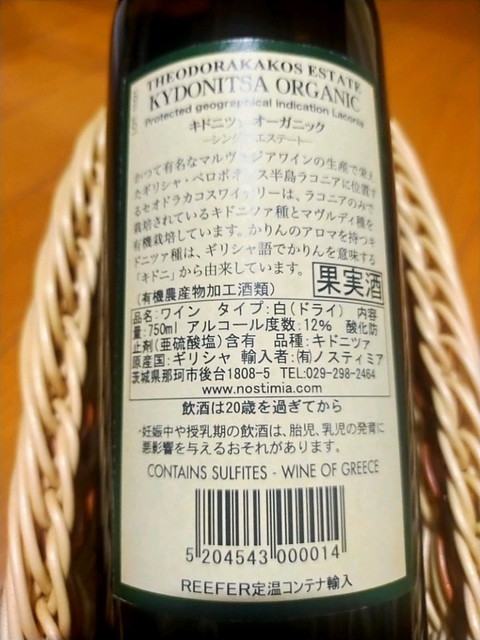 THEODORAKAKOS ESTATE
KYDONITSA ORGANIC
Protected geographical indication Laconia
キドニツァ オーガニック
ーシングルエステートー
かつて有名なマルヴァジアワインの生産で栄え
たギリシャ・ペロポネソス半島ラコニアに位置す
るセオドラカコスワイナリーは、ラコニアのみで
栽培されているキドニツァ種とマヴルディ種を
有機栽培しています。かりんのアロマを持つキ
ドニツァ種は、ギリシャ語でかりんを意味する
「キドニ」から由来しています。
果実酒
(有機農産物加工酒類)
品名:ワイン タイプ:白(ドライ) 内容
量:750ml アルコール度数:12% 酸化防
止剤(亜硫酸塩)含有 品種:キドニツァ
原産国:ギリシャ 輸入者:㈲ノスティミア
茨城県那珂市後台1808-5 TEL:029-298-2464
www.nostimia.com
飲酒は20歳を過ぎてから
*妊娠中や授乳期の飲酒は、胎児、乳児の発育に
悪影響を与えるおそれがあります。
CONTAINS SULFITES - WINE OF GREECE
5 204543 000014
REEFER定温コンテナ輸入